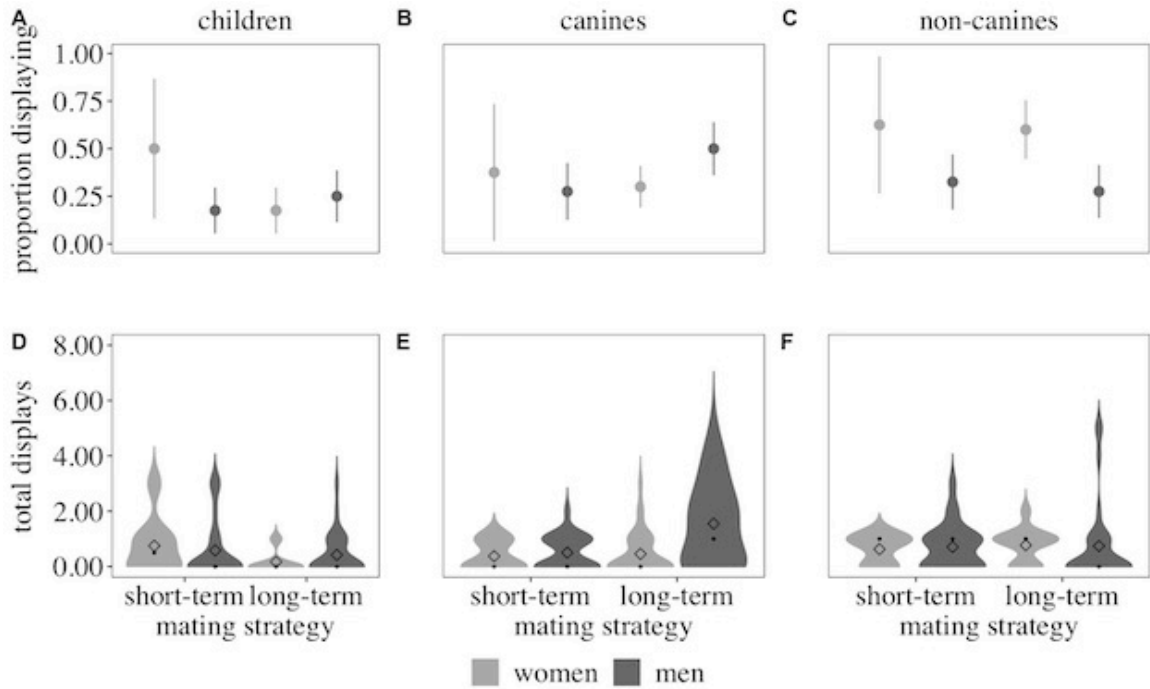 A children B canines C non-canines
proportion displaying
1.00
0.75
0.50
0.25
0.00
D E F
total displays
8.00
6.00
4.00
2.00
0.00
short-term long-term short-term long-term short-term long-term
mating strategy mating strategy mating strategy
women men